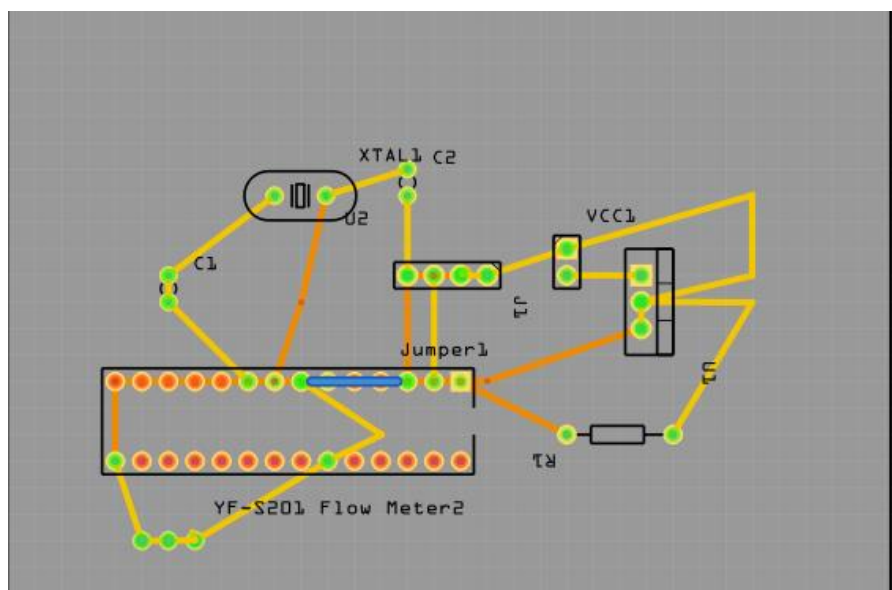 XTAL1 C2
U2
VCC1
C1
J1
Jumper1
U1
R1
YF-S201 Flow Meter2